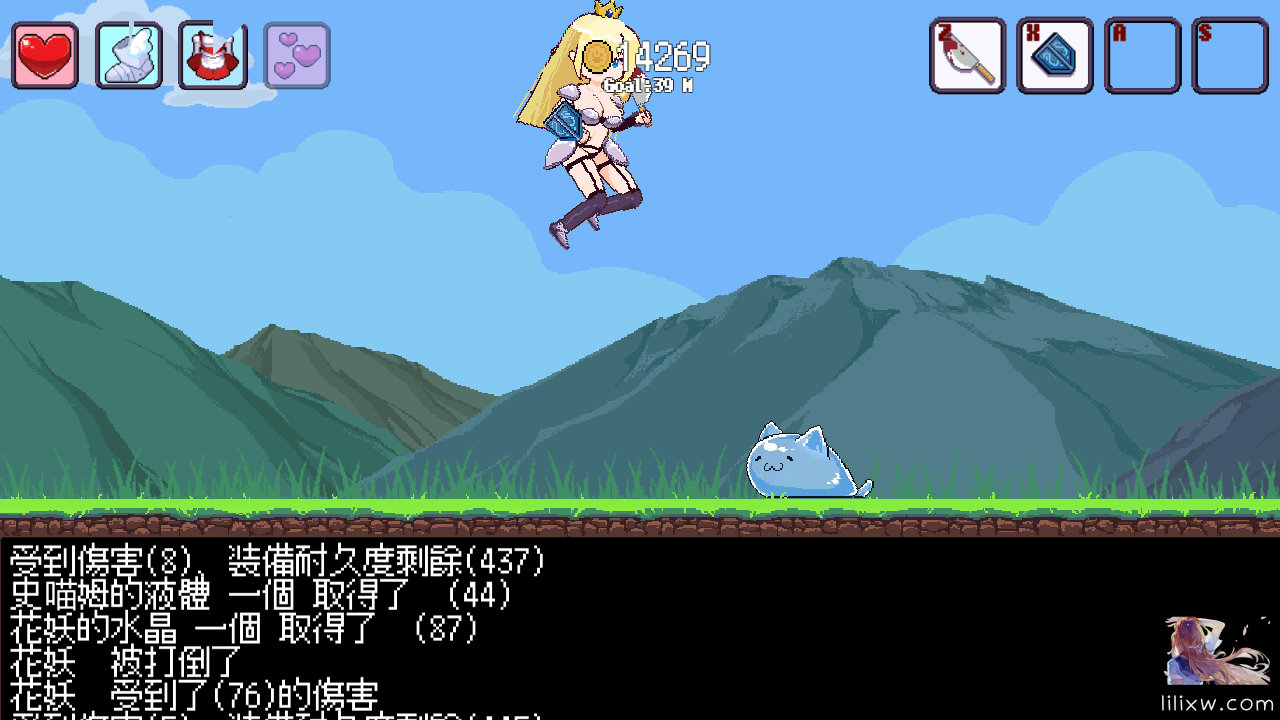 14269
Goal:39 M
Z
X
A
S
受到傷害(8), 裝備耐久度剩餘(437)
史喵姆的液體 一個 取得了 (44)
花妖的水晶 一個 取得了 (87)
花妖 被打倒了
花妖 受到了(76)的傷害
lilixw.com